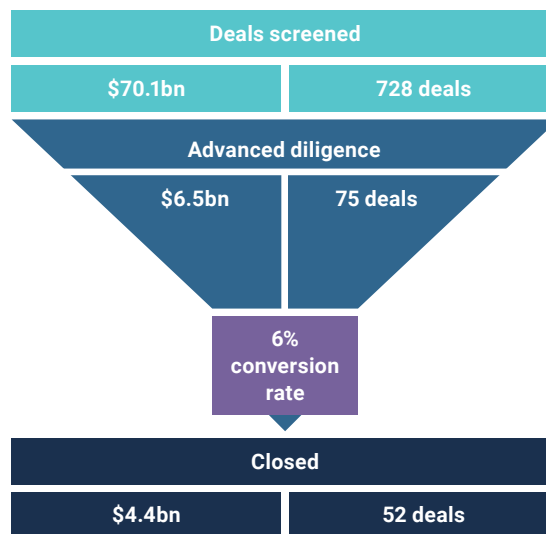 Deals screened
$70.1bn
728 deals
Advanced diligence
$6.5bn
75 deals
6%
conversion
rate
Closed
$4.4bn
52 deals